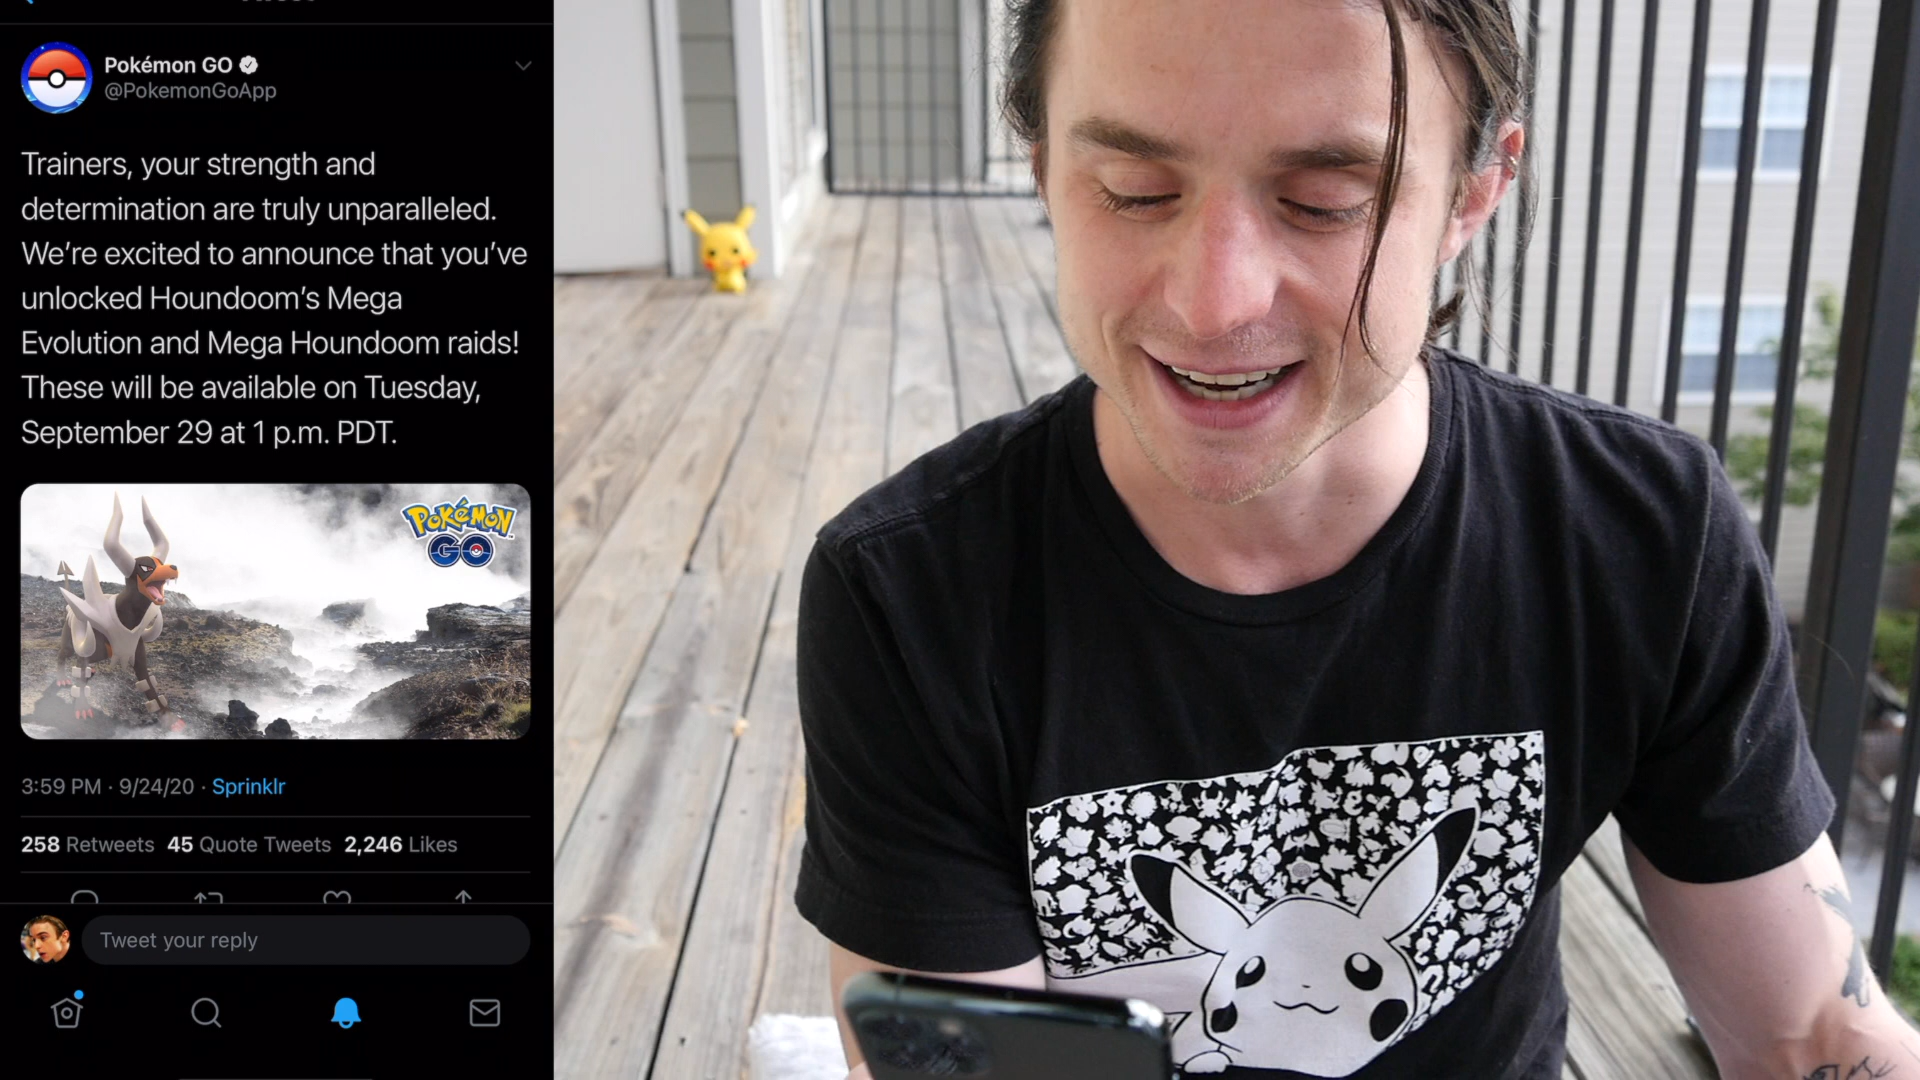 Pokémon GO
@PokemonGoApp
Trainers, your strength and
determination are truly unparalleled.
We’re excited to announce that you’ve
unlocked Houndoom’s Mega
Evolution and Mega Houndoom raids!
These will be available on Tuesday,
September 29 at 1 p.m. PDT.
POKéMON
GO
3:59 PM · 9/24/20 · Sprinklr
258 Retweets 45 Quote Tweets 2,246 Likes
Tweet your reply